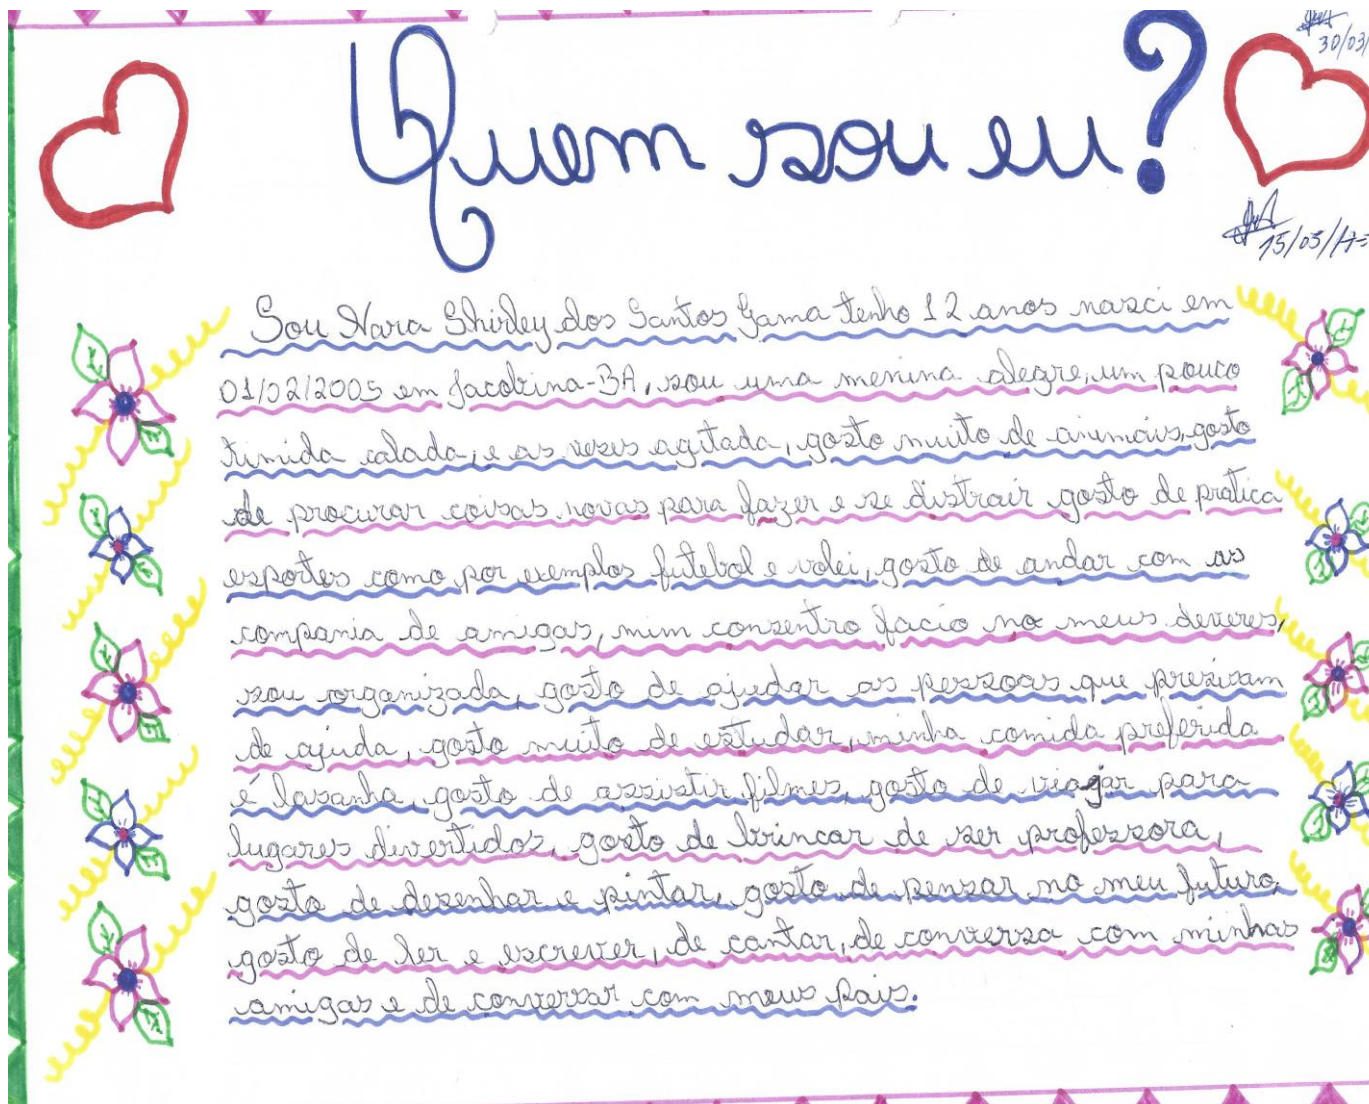 Quem sou eu?
30/03/
15/03/17
Sou Nara Shirley dos Santos Gama tenho 12 anos nasci em
01/02/2005 em Jacobina-BA, sou uma menina alegre, um pouco
timida calada, e as vezes agitada, gosto muito de animais, gosto
de procurar coisas novas para fazer e se distrair gosto de pratica
esportes como por exemplos futebol e volei, gosto de andar com as
compania de amigas, mim consentro facio no meus deveres,
sou organizada, gosto de ajudar as pessoas que presisam
de ajuda, gosto muito de estudar, minha comida preferida
é lasanha, gosto de assistir filmes, gosto de viajar para
lugares divertidos, gosto de brincar de ser professora,
gosto de desenhar e pintar, gosto de pensar no meu futuro,
gosto de ler e escrever, de cantar, de conversa com minhas
amigas e de conversar com meus pais.